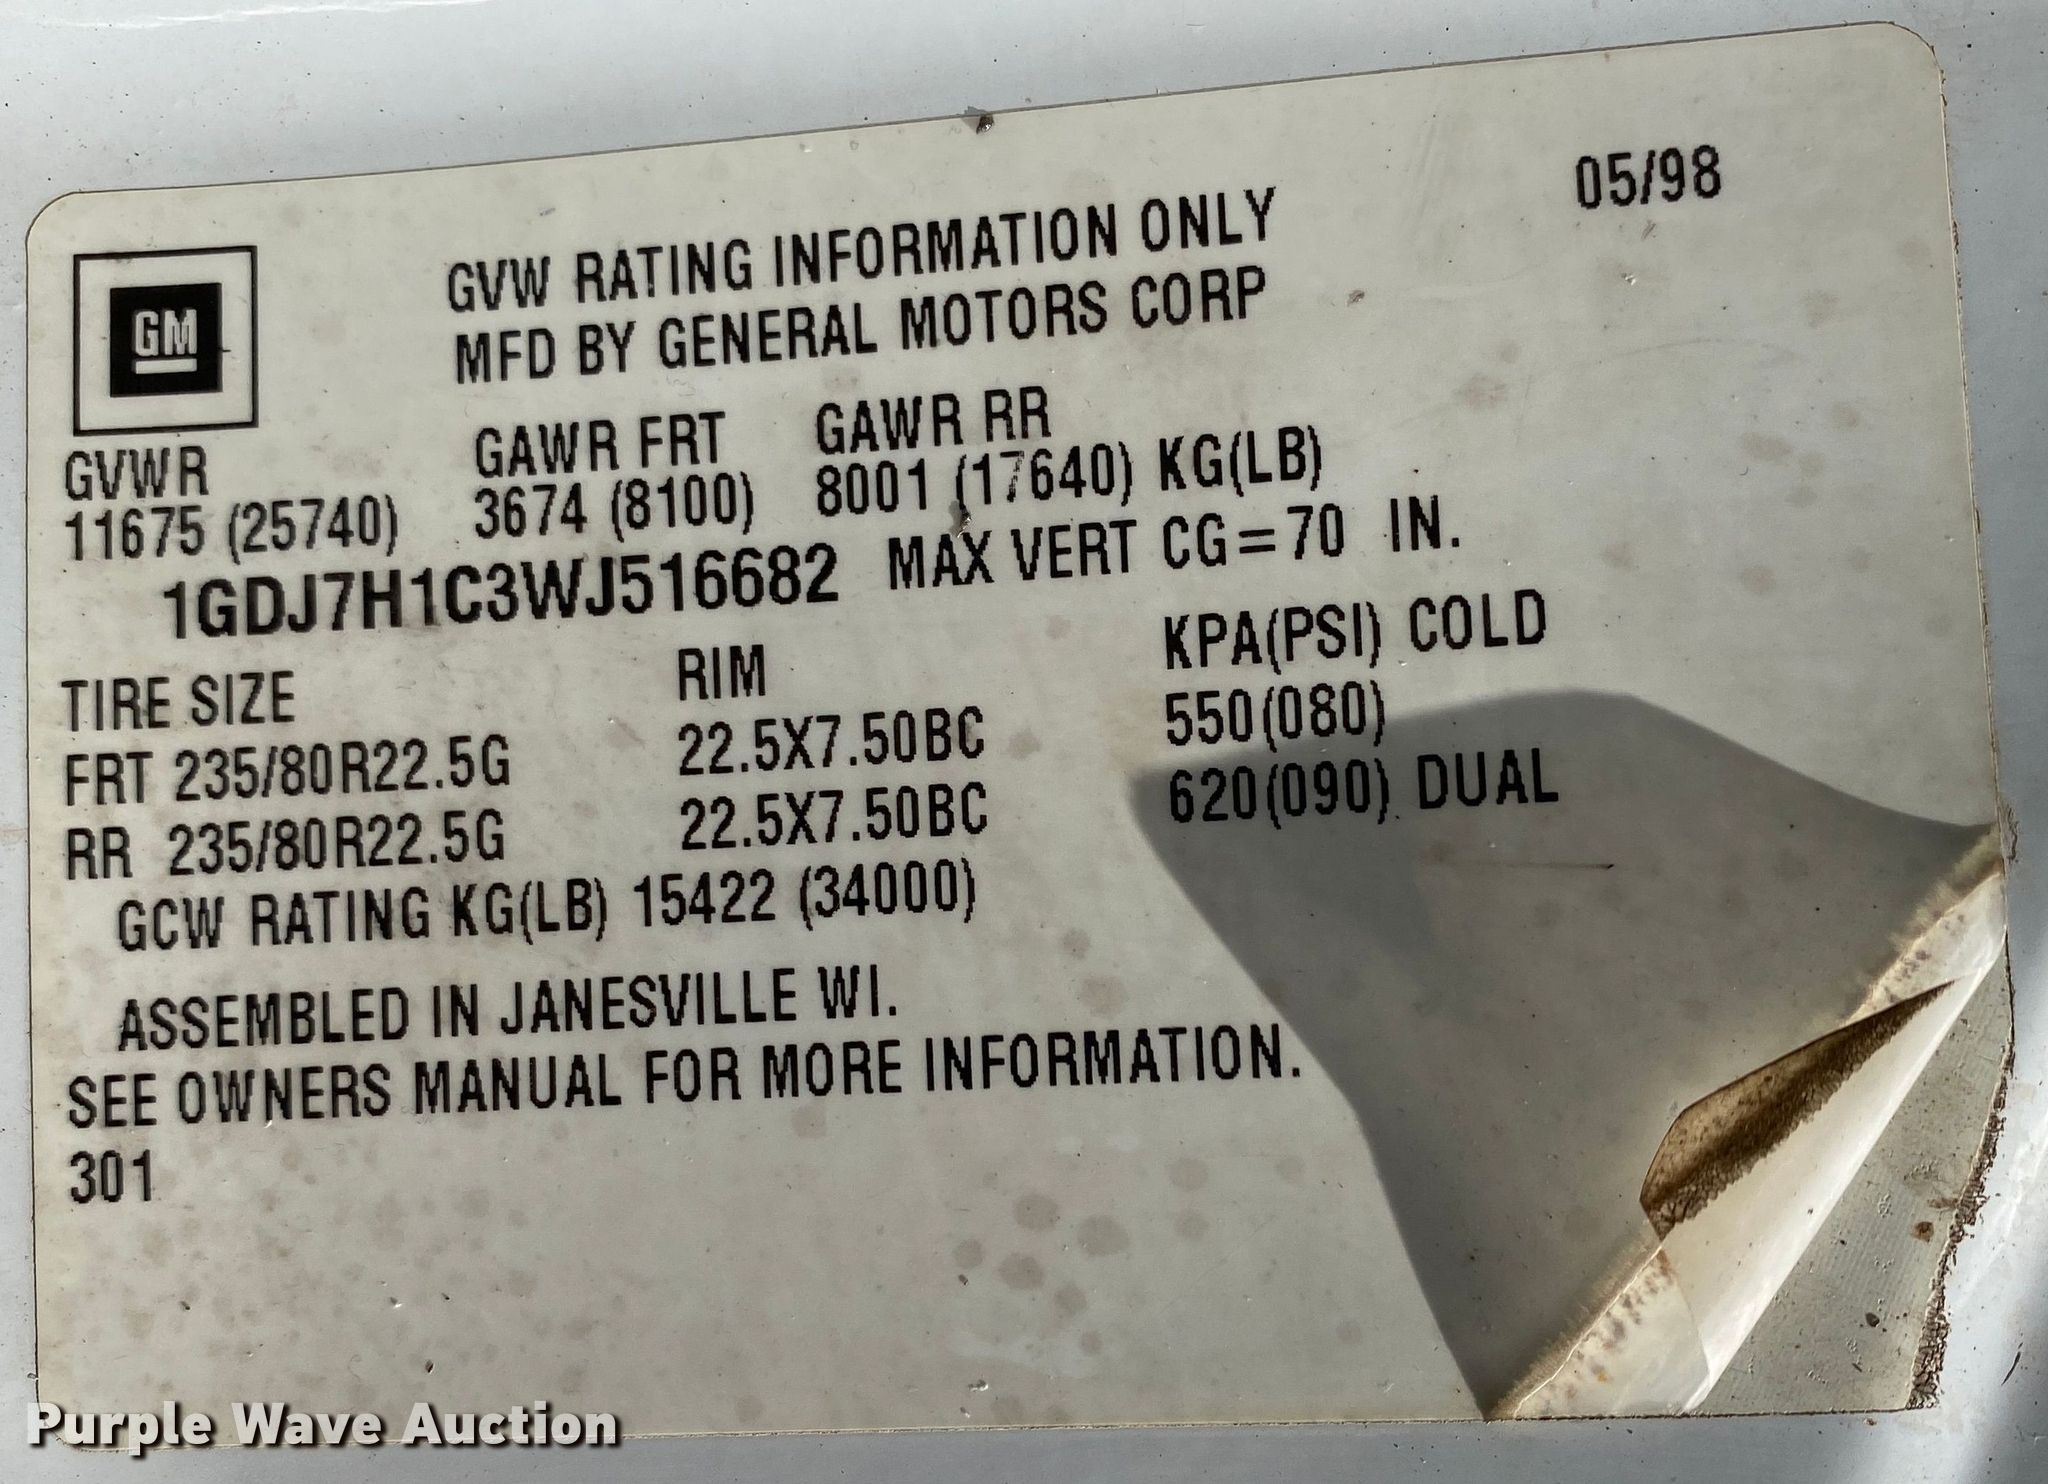 05/98
GM
GVW RATING INFORMATION ONLY
MFD BY GENERAL MOTORS CORP
GVWR GAWR FRT GAWR RR
11675 (25740) 3674 (8100) 8001 (17640) KG(LB)
1GDJ7H1C3WJ516682 MAX VERT CG=70 IN.
TIRE SIZE RIM KPA(PSI) COLD
FRT 235/80R22.5G 22.5X7.50BC 550(080)
RR 235/80R22.5G 22.5X7.50BC 620(090) DUAL
GCW RATING KG(LB) 15422 (34000)
ASSEMBLED IN JANESVILLE WI.
SEE OWNERS MANUAL FOR MORE INFORMATION.
301
Purple Wave Auction